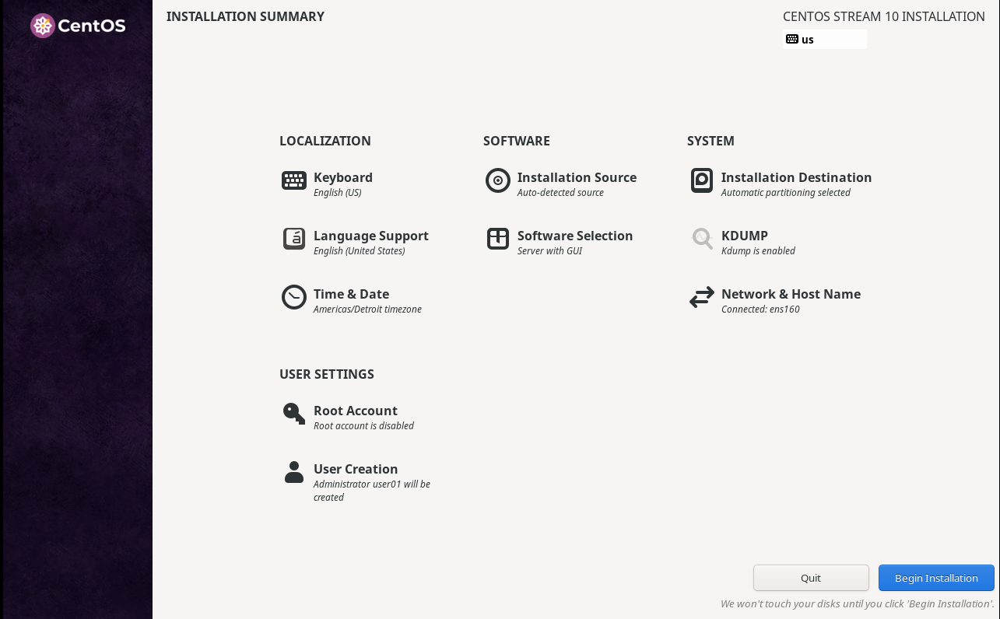 CentOS
INSTALLATION SUMMARY
CENTOS STREAM 10 INSTALLATION
us
LOCALIZATION
Keyboard
English (US)
Language Support
English (United States)
Time & Date
Americas/Detroit timezone
SOFTWARE
Installation Source
Auto-detected source
Software Selection
Server with GUI
SYSTEM
Installation Destination
Automatic partitioning selected
KDUMP
Kdump is enabled
Network & Host Name
Connected: ens160
USER SETTINGS
Root Account
Root account is disabled
User Creation
Administrator user01 will be
created
Quit
Begin Installation
We won't touch your disks until you click 'Begin Installation'.